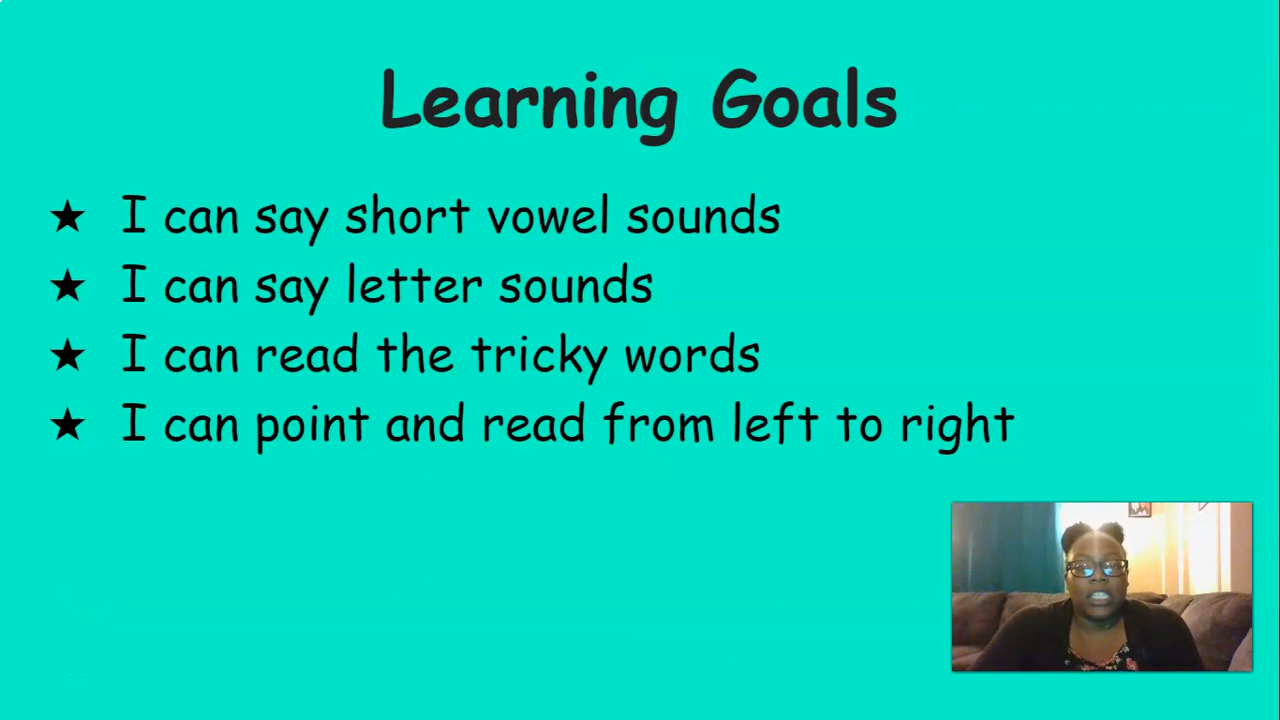 Learning Goals
★ I can say short vowel sounds
★ I can say letter sounds
★ I can read the tricky words
★ I can point and read from left to right